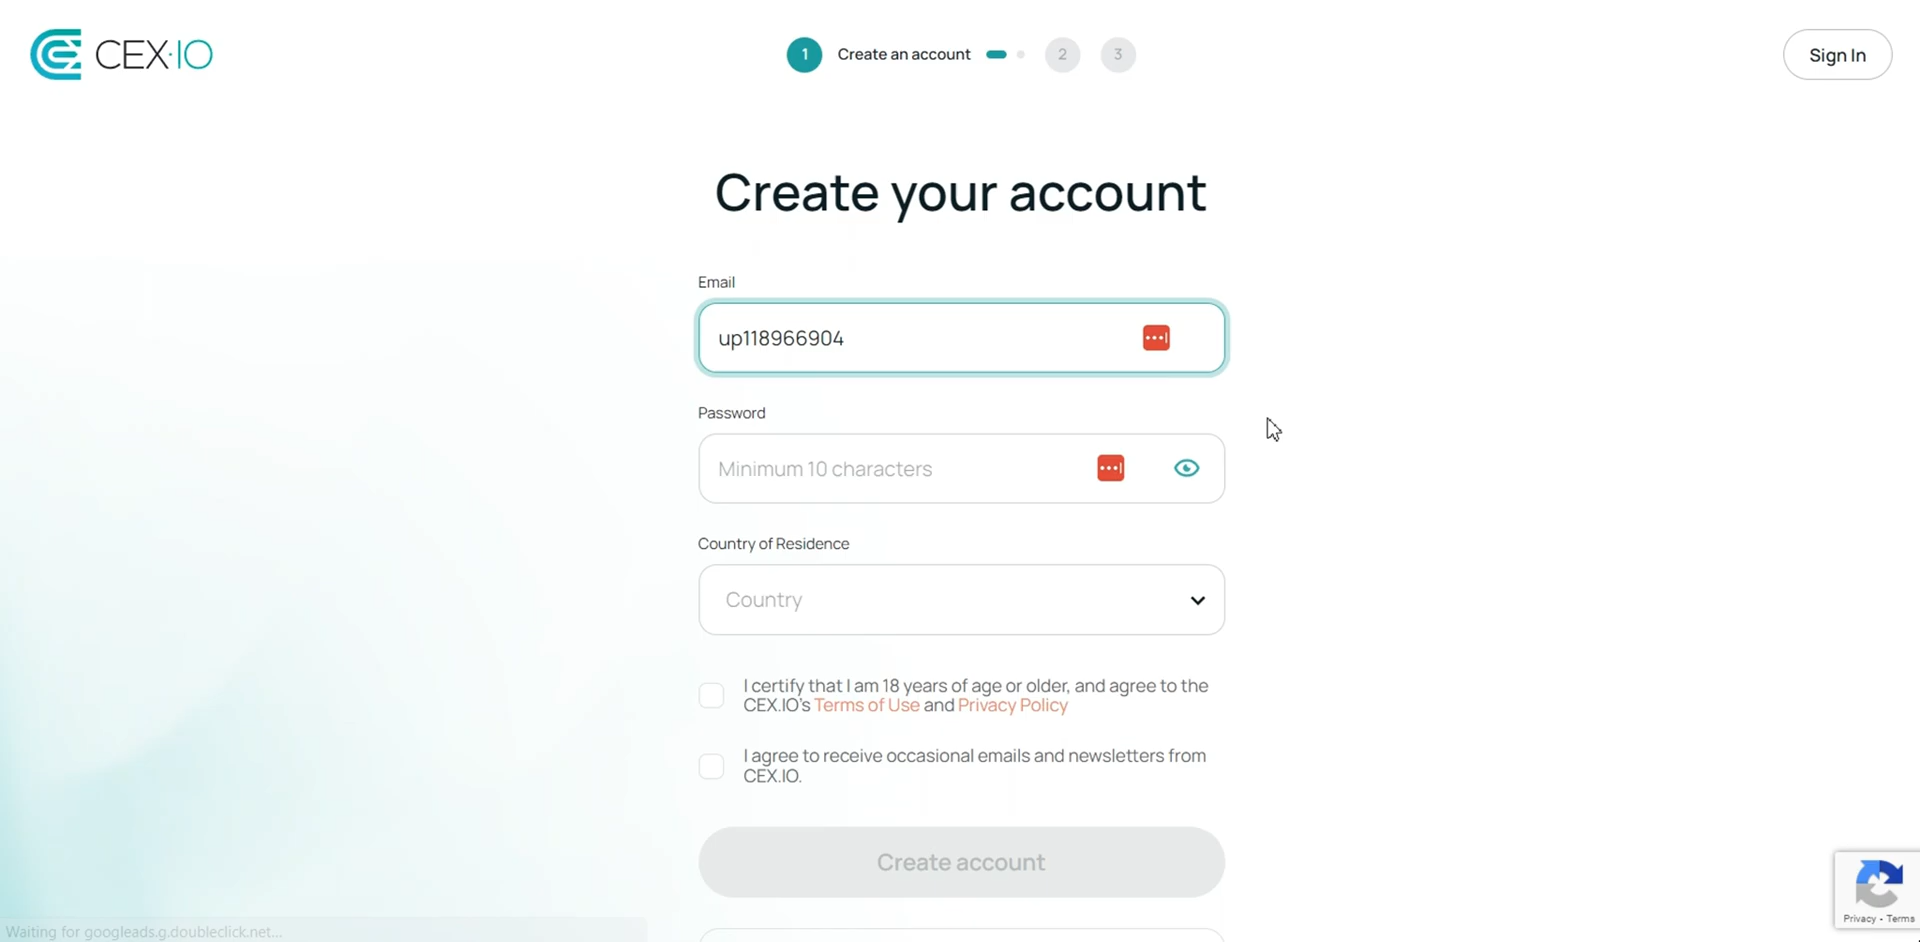 CEX·IO
1 Create an account 2 3
Sign In
Create your account
Email
up118966904
Password
Minimum 10 characters
Country of Residence
Country
I certify that I am 18 years of age or older, and agree to the
CEX.IO's Terms of Use and Privacy Policy
I agree to receive occasional emails and newsletters from
CEX.IO.
Create account
Privacy - Terms
Waiting for googleads.g.doubleclick.net...